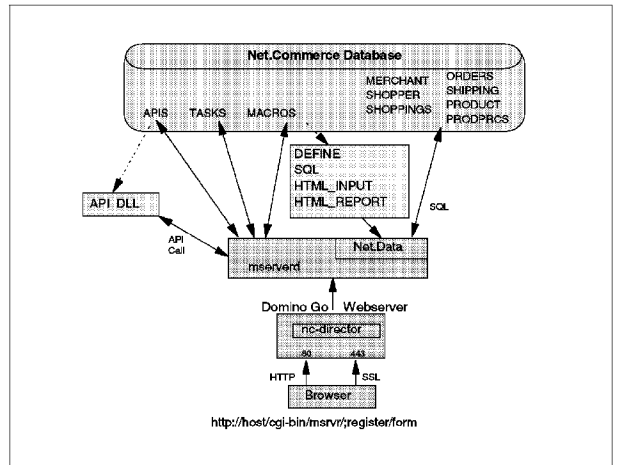 Net.Commerce Database
MERCHANT
SHOPPER
SHOPPINGS
ORDERS
SHIPPING
PRODUCT
PRODPRCS
APIS
TASKS
MACROS
DEFINE
SQL
HTML_INPUT
HTML_REPORT
API DLL
API
Call
SQL
Net.Data
mserverd
Domino Go Webserver
nc-director
80
443
HTTP
SSL
Browser
http://host/cgi-bin/msrvr/;register/form